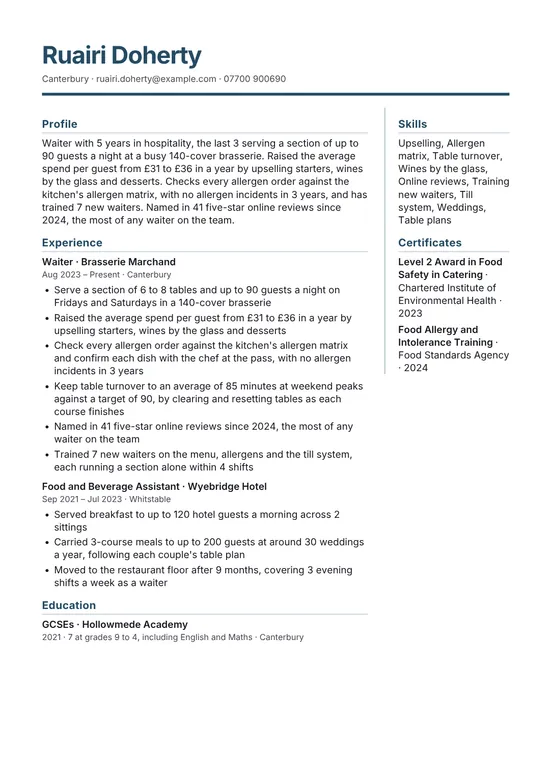 Ruairi Doherty
Canterbury · ruairi.doherty@example.com · 07700 900690
Profile
Waiter with 5 years in hospitality, the last 3 serving a section of up to
90 guests a night at a busy 140-cover brasserie. Raised the average
spend per guest from £31 to £36 in a year by upselling starters, wines
by the glass and desserts. Checks every allergen order against the
kitchen's allergen matrix, with no allergen incidents in 3 years, and has
trained 7 new waiters. Named in 41 five-star online reviews since
2024, the most of any waiter on the team.
Experience
Waiter · Brasserie Marchand
Aug 2023 – Present · Canterbury
• Serve a section of 6 to 8 tables and up to 90 guests a night on
Fridays and Saturdays in a 140-cover brasserie
• Raised the average spend per guest from £31 to £36 in a year by
upselling starters, wines by the glass and desserts
• Check every allergen order against the kitchen's allergen matrix
and confirm each dish with the chef at the pass, with no allergen
incidents in 3 years
• Keep table turnover to an average of 85 minutes at weekend peaks
against a target of 90, by clearing and resetting tables as each
course finishes
• Named in 41 five-star online reviews since 2024, the most of any
waiter on the team
• Trained 7 new waiters on the menu, allergens and the till system,
each running a section alone within 4 shifts
Food and Beverage Assistant · Wyebridge Hotel
Sep 2021 – Jul 2023 · Whitstable
• Served breakfast to up to 120 hotel guests a morning across 2
sittings
• Carried 3-course meals to up to 200 guests at around 30 weddings
a year, following each couple's table plan
• Moved to the restaurant floor after 9 months, covering 3 evening
shifts a week as a waiter
Education
GCSEs · Hollowmede Academy
2021 · 7 at grades 9 to 4, including English and Maths · Canterbury
Skills
Upselling, Allergen
matrix, Table turnover,
Wines by the glass,
Online reviews, Training
new waiters, Till
system, Weddings,
Table plans
Certificates
Level 2 Award in Food
Safety in Catering ·
Chartered Institute of
Environmental Health ·
2023
Food Allergy and
Intolerance Training ·
Food Standards Agency
· 2024